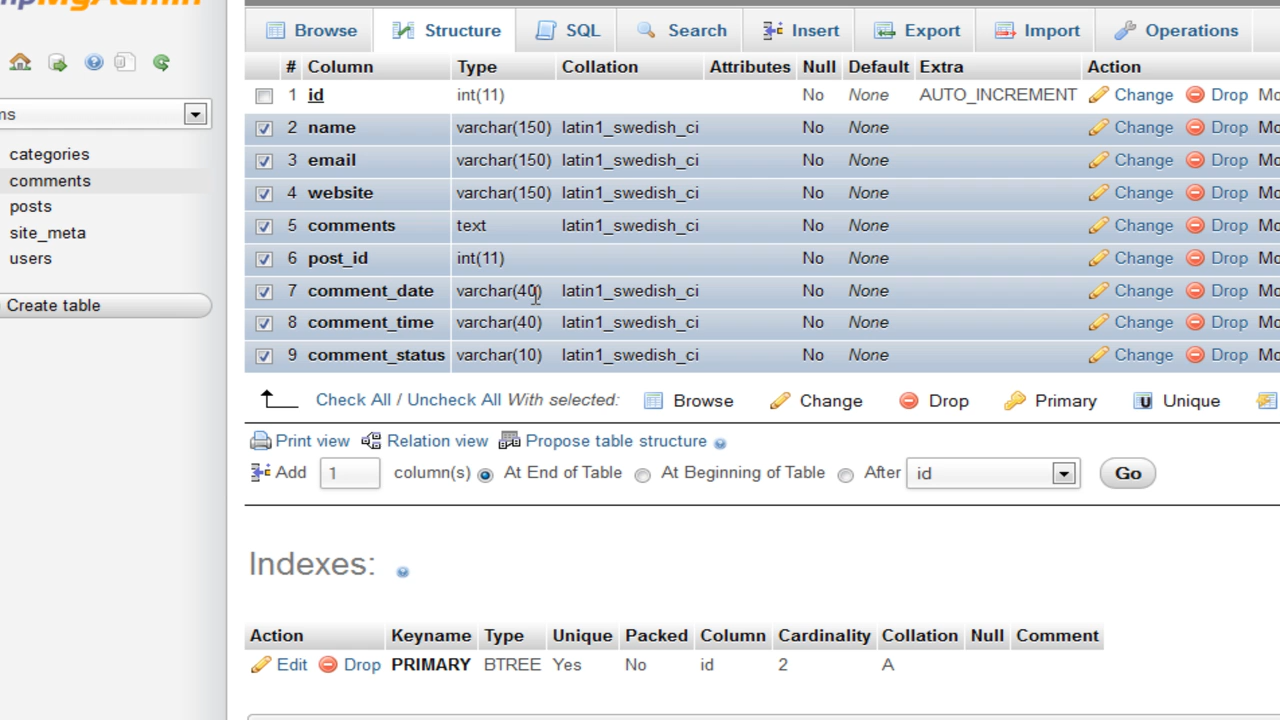 Browse Structure SQL Search Insert Export Import Operations
# Column Type Collation Attributes Null Default Extra Action
1 id int(11) No None AUTO_INCREMENT Change Drop
2 name varchar(150) latin1_swedish_ci No None Change Drop
3 email varchar(150) latin1_swedish_ci No None Change Drop
4 website varchar(150) latin1_swedish_ci No None Change Drop
5 comments text latin1_swedish_ci No None Change Drop
6 post_id int(11) No None Change Drop
7 comment_date varchar(40) latin1_swedish_ci No None Change Drop
8 comment_time varchar(40) latin1_swedish_ci No None Change Drop
9 comment_status varchar(10) latin1_swedish_ci No None Change Drop
categories
comments
posts
site_meta
users
Create table
Check All / Uncheck All With selected: Browse Change Drop Primary U Unique
Print view Relation view Propose table structure
Add 1 column(s) At End of Table At Beginning of Table After id Go
Indexes:
Action Keyname Type Unique Packed Column Cardinality Collation Null Comment
Edit Drop PRIMARY BTREE Yes No id 2 A